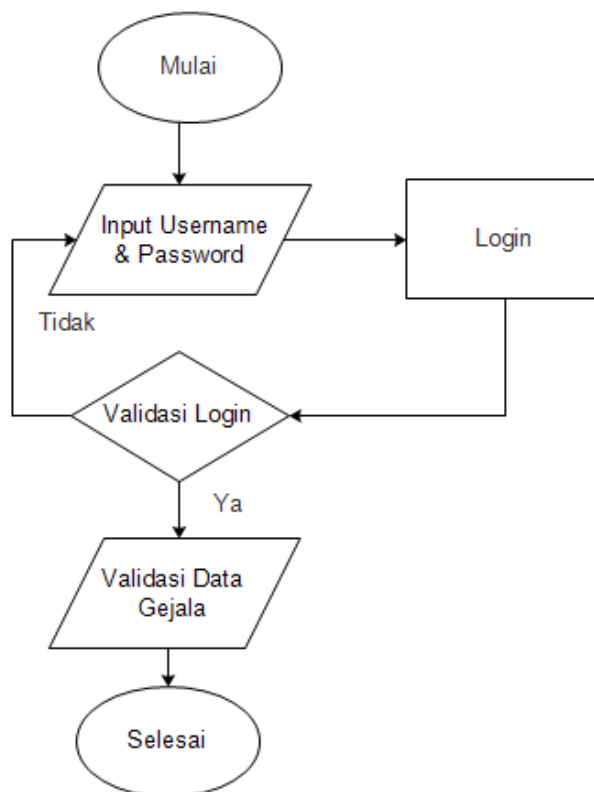 Mulai
Input Username
& Password
Login
Tidak
Validasi Login
Ya
Validasi Data
Gejala
Selesai